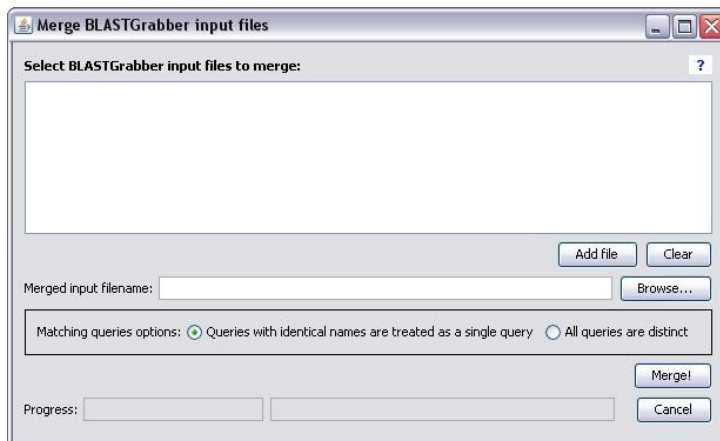 Merge BLASTGrabber input files
Select BLASTGrabber input files to merge: ?
Add file Clear
Merged input filename: Browse...
Matching queries options: Queries with identical names are treated as a single query All queries are distinct
Merge!
Progress: Cancel